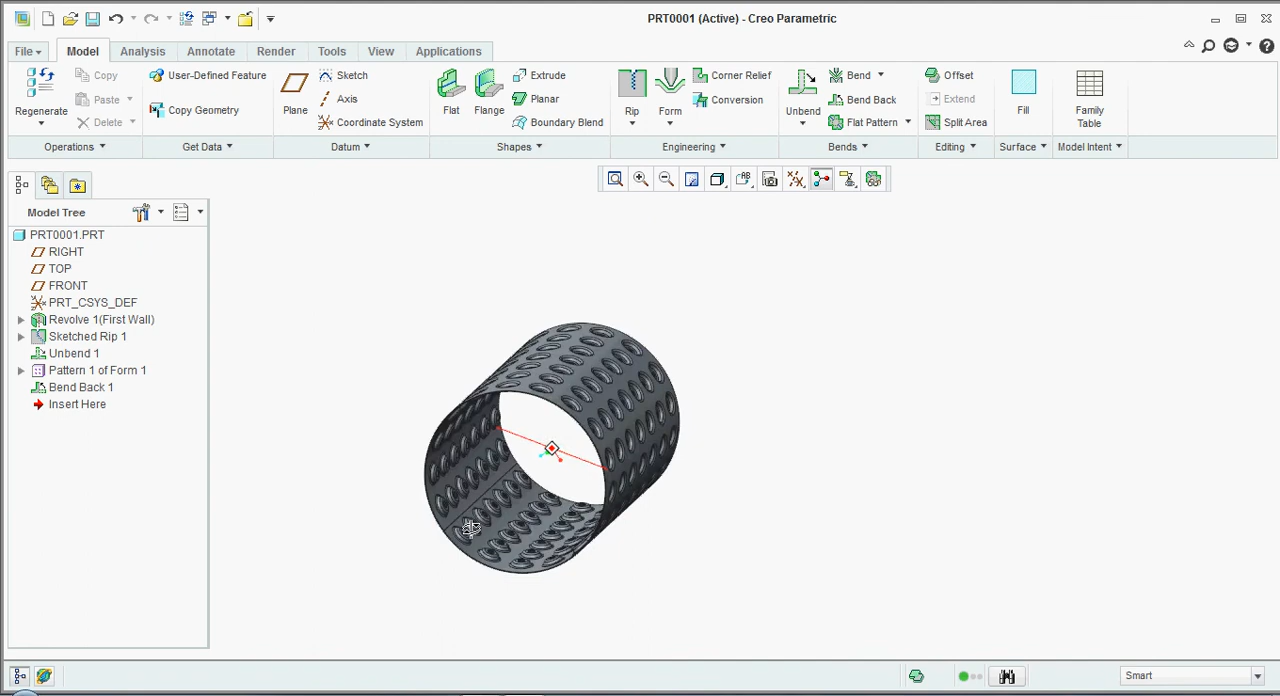 PRT0001 (Active) - Creo Parametric
File Model Analysis Annotate Render Tools View Applications
Regenerate
Copy
Paste
Delete
User-Defined Feature
Copy Geometry
Plane
Sketch
Axis
Coordinate System
Flat
Flange
Extrude
Planar
Boundary Blend
Rip
Form
Corner Relief
Conversion
Unbend
Bend
Bend Back
Flat Pattern
Offset
Extend
Split Area
Fill
Family
Table
Operations Get Data Datum Shapes Engineering Bends Editing Surface Model Intent
Model Tree
PRT0001.PRT
RIGHT
TOP
FRONT
PRT_CSYS_DEF
Revolve 1(First Wall)
Sketched Rip 1
Unbend 1
Pattern 1 of Form 1
Bend Back 1
Insert Here
Smart